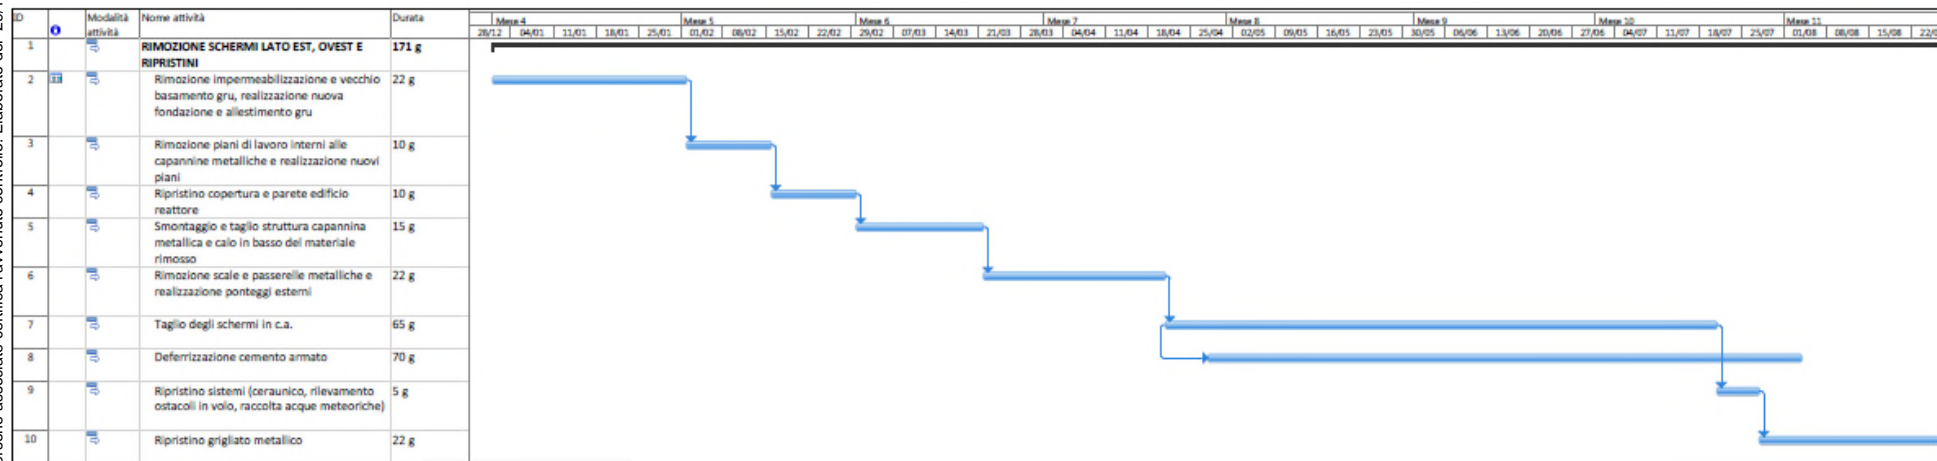 ID Modalità attività Nome attività Durata
Mese 4 Mese 5 Mese 6 Mese 7 Mese 8 Mese 9 Mese 10 Mese 11
28/12 04/01 11/01 18/01 25/01 01/02 08/02 15/02 22/02 29/02 07/03 14/03 21/03 28/03 04/04 11/04 18/04 25/04 02/05 09/05 16/05 23/05 30/05 06/06 13/06 20/06 27/06 04/07 11/07 18/07 25/07 01/08 08/08 15/08
1 RIMOZIONE SCHERMI LATO EST, OVEST E 171 g
RIPRISTINI
2 Rimozione impermeabilizzazione e vecchio 22 g
basamento gru, realizzazione nuova
fondazione e allestimento gru
3 Rimozione piani di lavoro interni alle 10 g
capannine metalliche e realizzazione nuovi
piani
4 Ripristino copertura e parete edificio 10 g
reattore
5 Smontaggio e taglio struttura capannina 15 g
metallica e calo in basso del materiale
rimosso
6 Rimozione scale e passerelle metalliche e 22 g
realizzazione ponteggi esterni
7 Taglio degli schermi in c.a. 65 g
8 Deferrizzazione cemento armato 70 g
9 Ripristino sistemi (ceraunico, rilevamento 5 g
ostacoli in volo, raccolta acque meteoriche)
10 Ripristino grigliato metallico 22 g